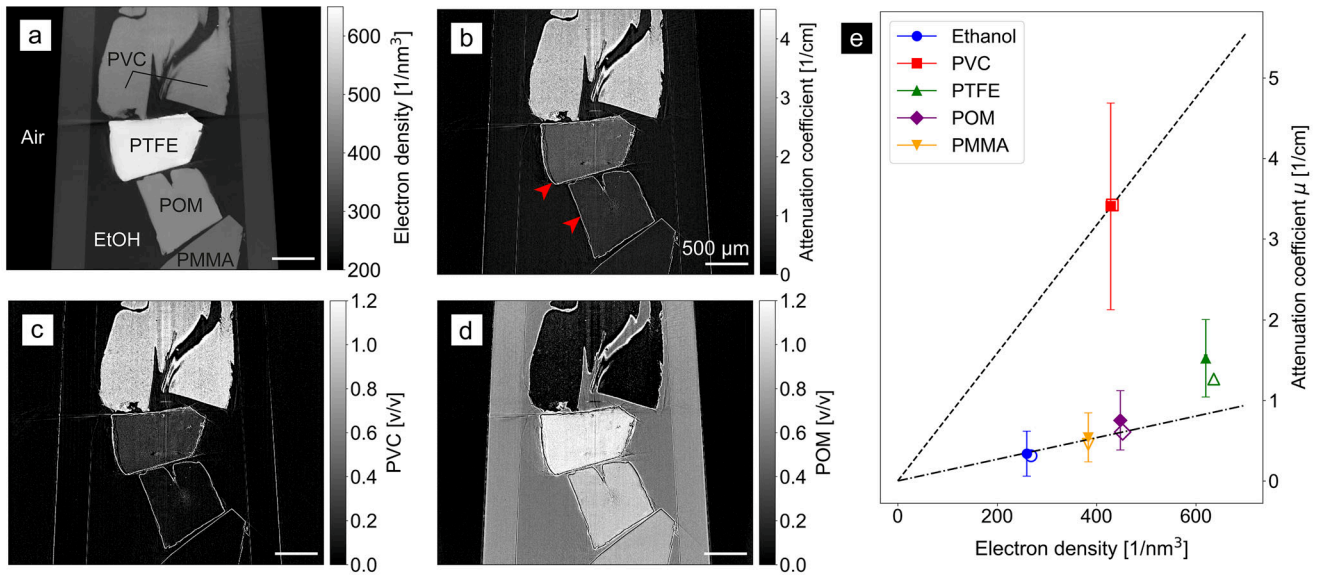 a
PVC
Air
PTFE
POM
EtOH
PMMA
600
500
400
300
200
Electron density [1/nm³]
b
500 μm
4
3
2
1
0
Attenuation coefficient [1/cm]
c
1.2
1.0
0.8
0.6
0.4
0.2
0.0
PVC [v/v]
d
1.2
1.0
0.8
0.6
0.4
0.2
0.0
POM [v/v]
e
Ethanol
PVC
PTFE
POM
PMMA
5
4
3
2
1
0
Attenuation coefficient μ [1/cm]
0 200 400 600
Electron density [1/nm³]